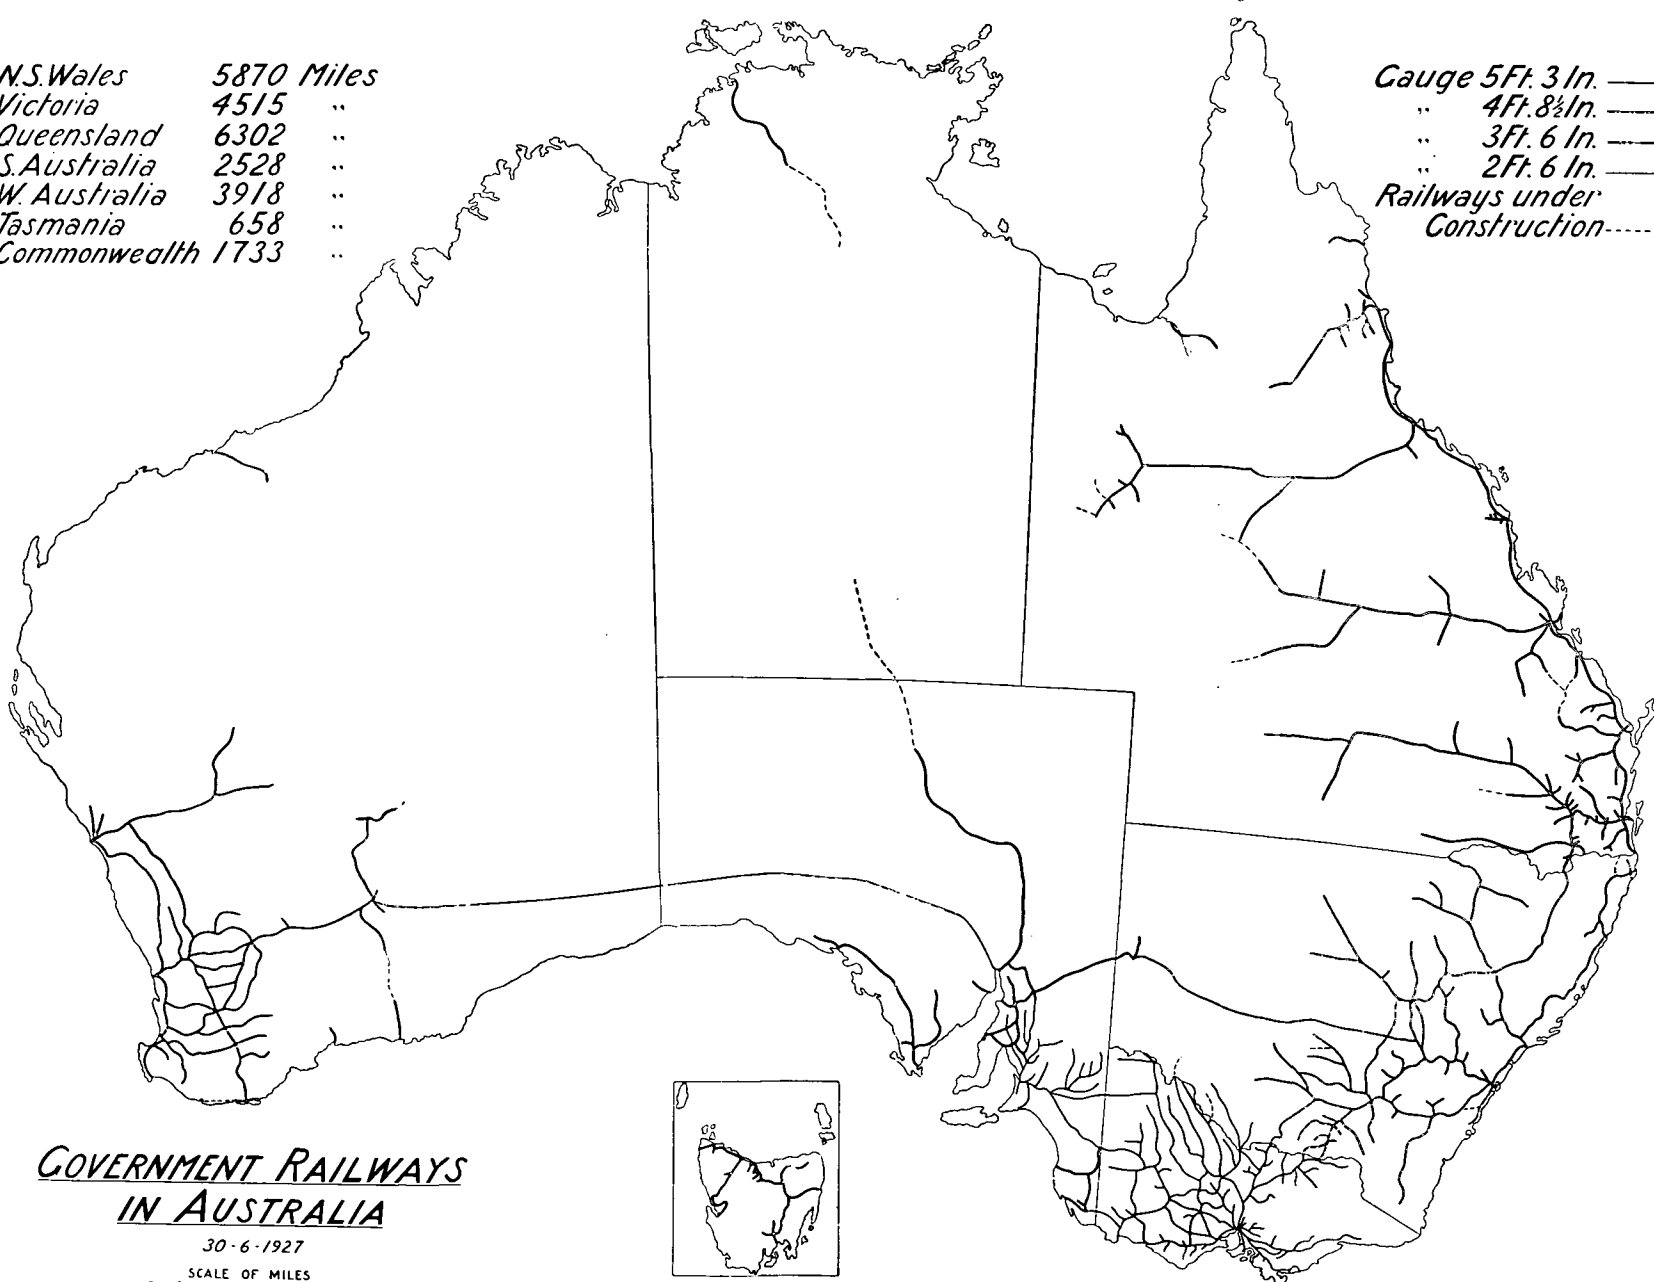 N.S.Wales 5870 Miles
Victoria 4515 "
Queensland 6302 "
S.Australia 2528 "
W. Australia 3918 "
Tasmania 658 "
Commonwealth 1733 "
Gauge 5Ft. 3 In.
" 4Ft. 8½ In.
" 3Ft. 6 In.
" 2Ft. 6 In.
Railways under
Construction
GOVERNMENT RAILWAYS
IN AUSTRALIA
30-6-1927
SCALE OF MILES